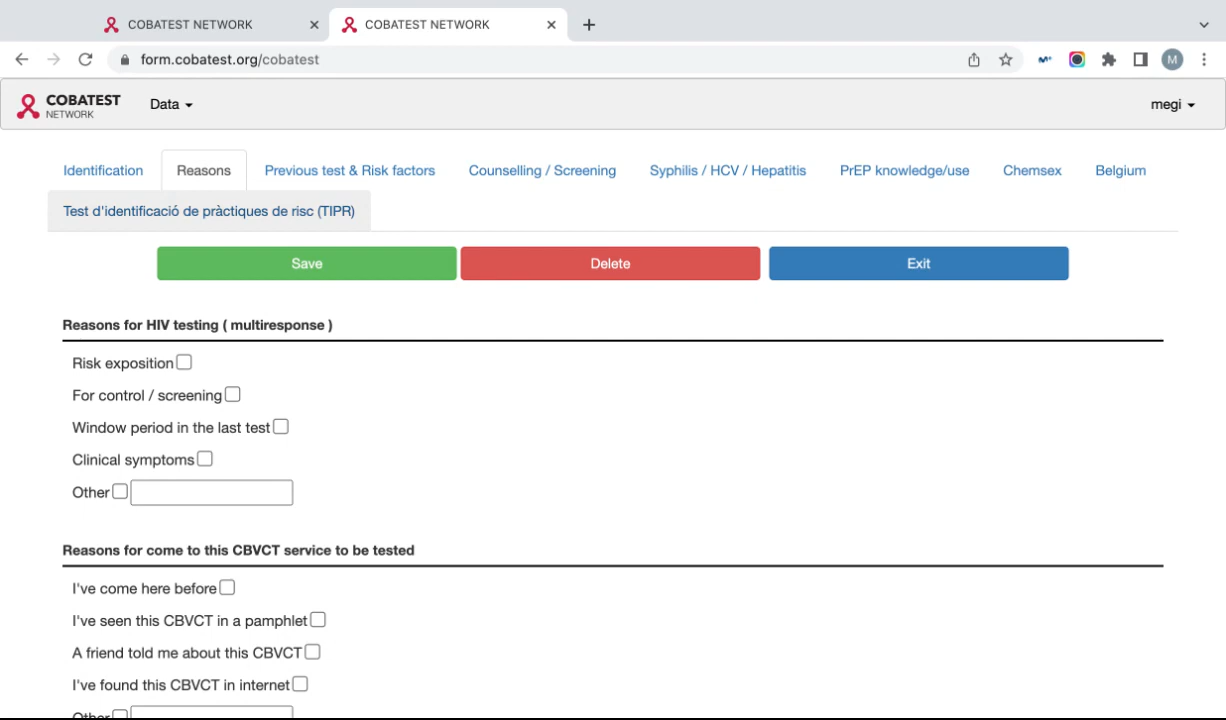 COBATEST NETWORK
COBATEST NETWORK
form.cobatest.org/cobatest
M
COBATEST
NETWORK
Data
megi
Identification
Reasons
Previous test & Risk factors
Counselling / Screening
Syphilis / HCV / Hepatitis
PrEP knowledge/use
Chemsex
Belgium
Test d'identificació de pràctiques de risc (TIPR)
Save
Delete
Exit
Reasons for HIV testing ( multiresponse )
Risk exposition
For control / screening
Window period in the last test
Clinical symptoms
Other
Reasons for come to this CBVCT service to be tested
I've come here before
I've seen this CBVCT in a pamphlet
A friend told me about this CBVCT
I've found this CBVCT in internet
Other